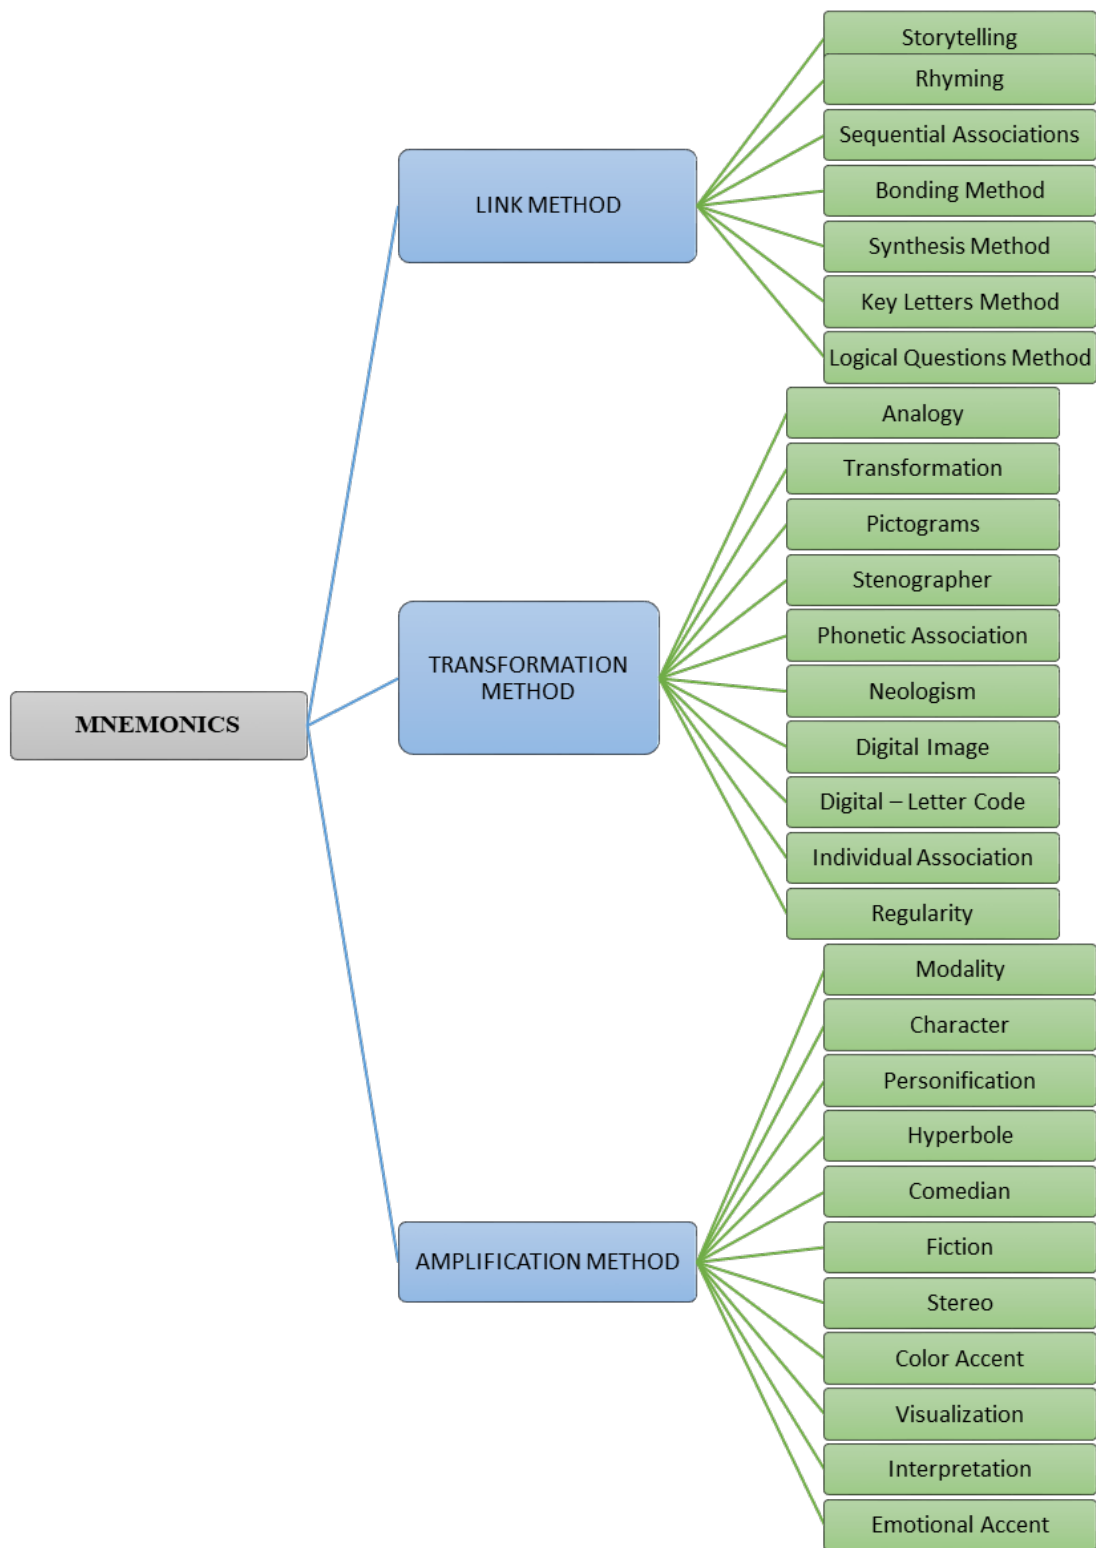 MNEMONICS
LINK METHOD
Storytelling
Rhyming
Sequential Associations
Bonding Method
Synthesis Method
Key Letters Method
Logical Questions Method
TRANSFORMATION
METHOD
Analogy
Transformation
Pictograms
Stenographer
Phonetic Association
Neologism
Digital Image
Digital – Letter Code
Individual Association
Regularity
AMPLIFICATION METHOD
Modality
Character
Personification
Hyperbole
Comedian
Fiction
Stereo
Color Accent
Visualization
Interpretation
Emotional Accent